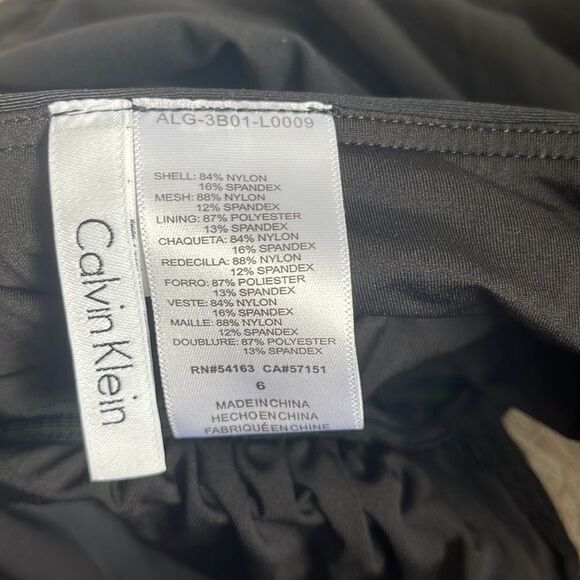 Calvin Klein
ALG-3B01-L0009
SHELL: 84% NYLON
16% SPANDEX
MESH: 88% NYLON
12% SPANDEX
LINING: 87% POLYESTER
13% SPANDEX
CHAQUETA: 84% NYLON
16% SPANDEX
REDECILLA: 88% NYLON
12% SPANDEX
FORRO: 87% POLIESTER
13% SPANDEX
VESTE: 84% NYLON
16% SPANDEX
MAILLE: 88% NYLON
12% SPANDEX
DOUBLURE: 87% POLYESTER
13% SPANDEX
RN#54163 CA#57151
6
MADE IN CHINA
HECHO EN CHINA
FABRIQUÉ EN CHINE